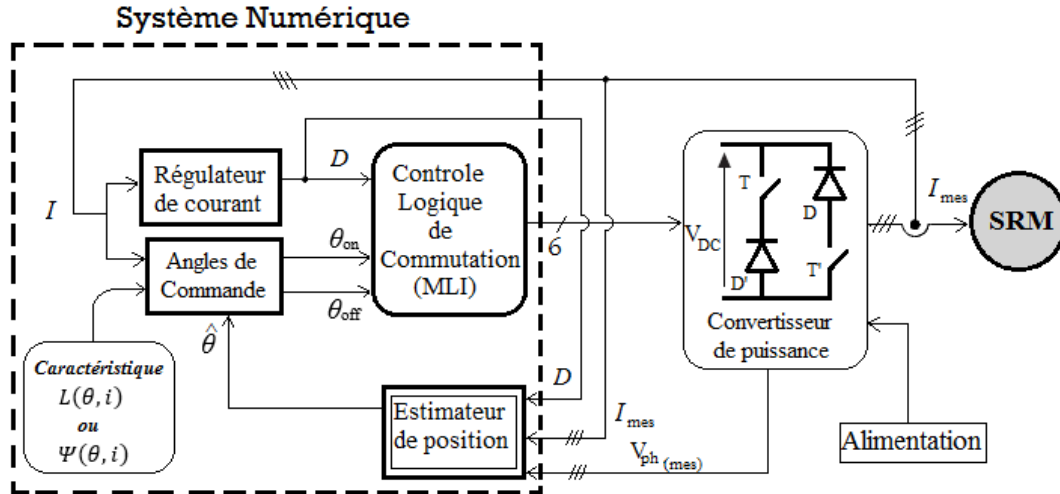 Système Numérique
I
Régulateur
de courant
D
Controle
Logique
de
Commutation
(MLI)
θon
θoff
Angles de
Commande
θ̂
Caractéristique
L(θ, i)
ou
Ψ(θ, i)
Estimateur
de position
D
Imes
Vph (mes)
6
VDC
T
D
D'
T'
Convertisseur
de puissance
Imes
SRM
Alimentation